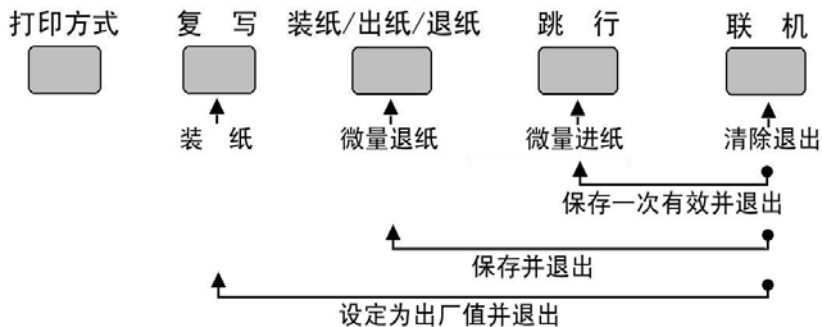 打印方式 复 写 装纸/出纸/退纸 跳 行 联 机
装 纸 微量退纸 微量进纸 清除退出
保存一次有效并退出
保存并退出
设定为出厂值并退出